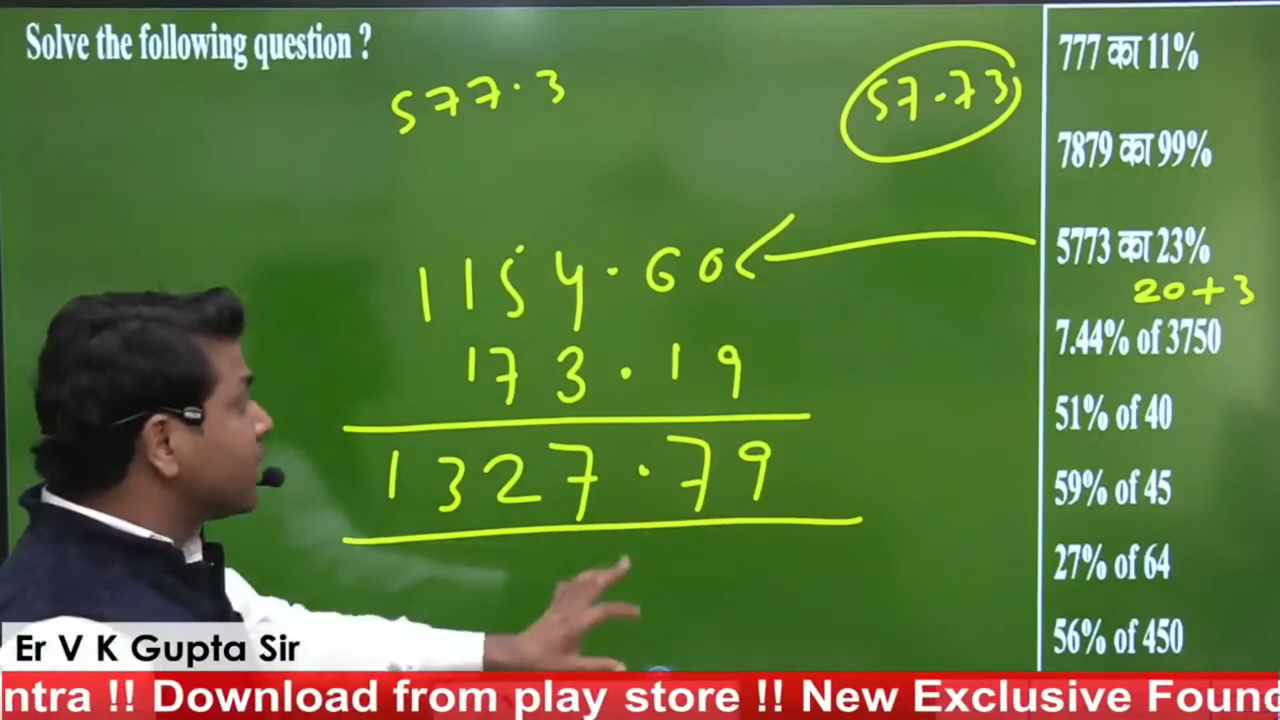 Solve the following question ?
577.3
57.73
1154.60
173.19
1327.79
777 का 11%
7879 का 99%
5773 का 23%
20+3
7.44% of 3750
51% of 40
59% of 45
27% of 64
56% of 450
Er V K Gupta Sir
ntra !! Download from play store !! New Exclusive Found